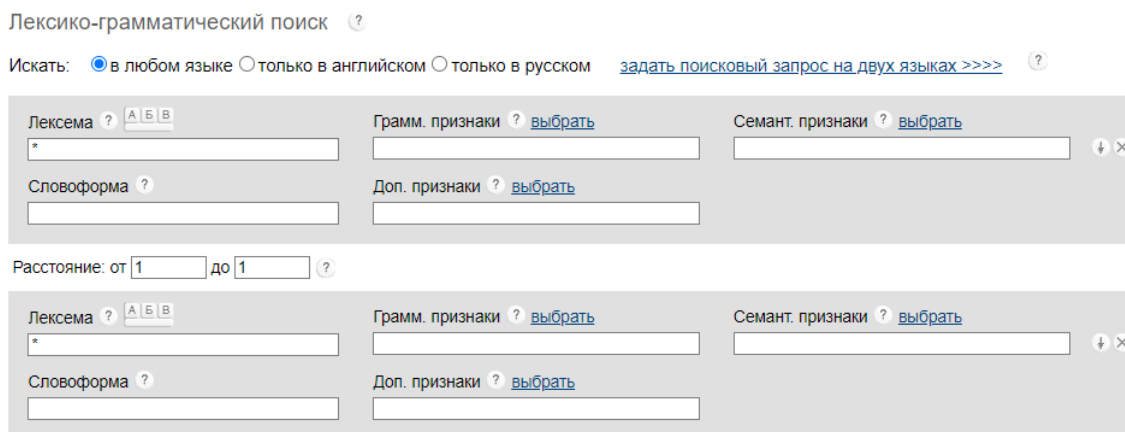 Лексико-грамматический поиск ?
Искать: в любом языке только в английском только в русском задать поисковый запрос на двух языках >>>> ?
Лексема ? А Б В Грамм. признаки ? выбрать Семант. признаки ? выбрать
*
Словоформа ? Доп. признаки ? выбрать
Расстояние: от 1 до 1 ?
Лексема ? А Б В Грамм. признаки ? выбрать Семант. признаки ? выбрать
*
Словоформа ? Доп. признаки ? выбрать